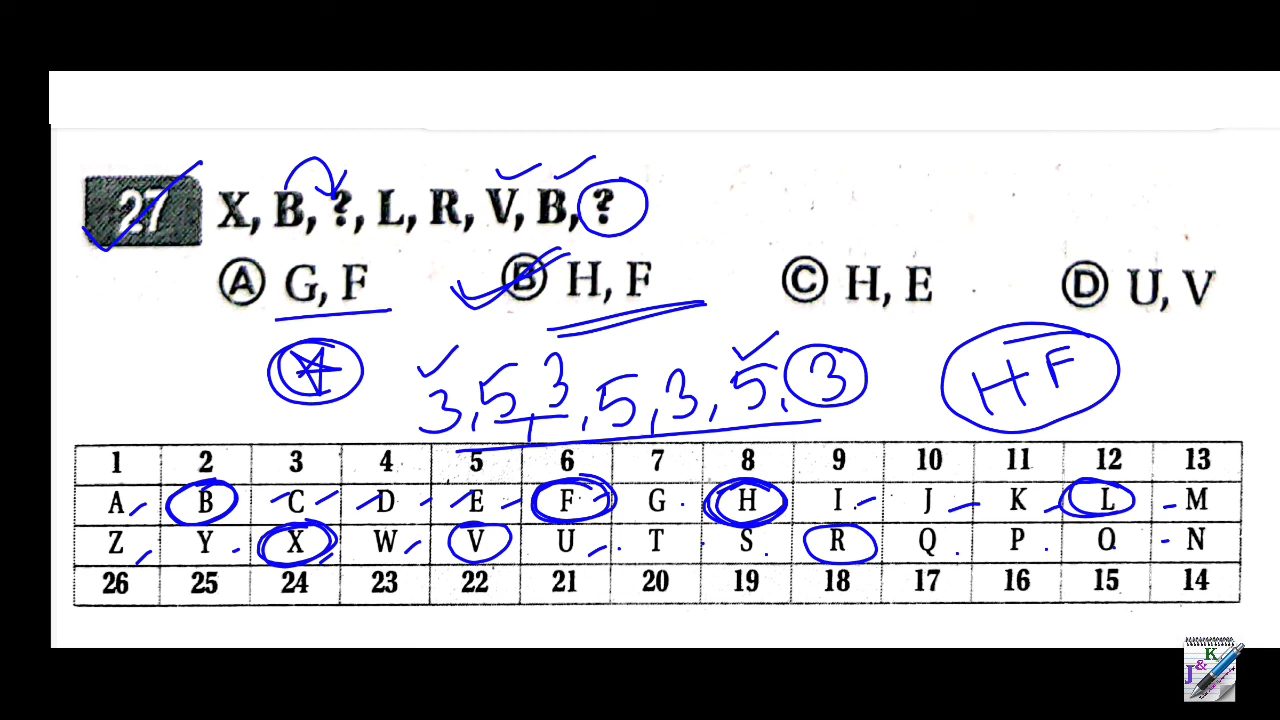 27 X, B, ?, L, R, V, B, ?
A G, F B H, F C H, E D U, V
3, 5, 3, 5, 3, 5, 3
H F
1 2 3 4 5 6 7 8 9 10 11 12 13
A B C D E F G H I J K L M
Z Y X W V U T S R Q P O N
26 25 24 23 22 21 20 19 18 17 16 15 14
J & K